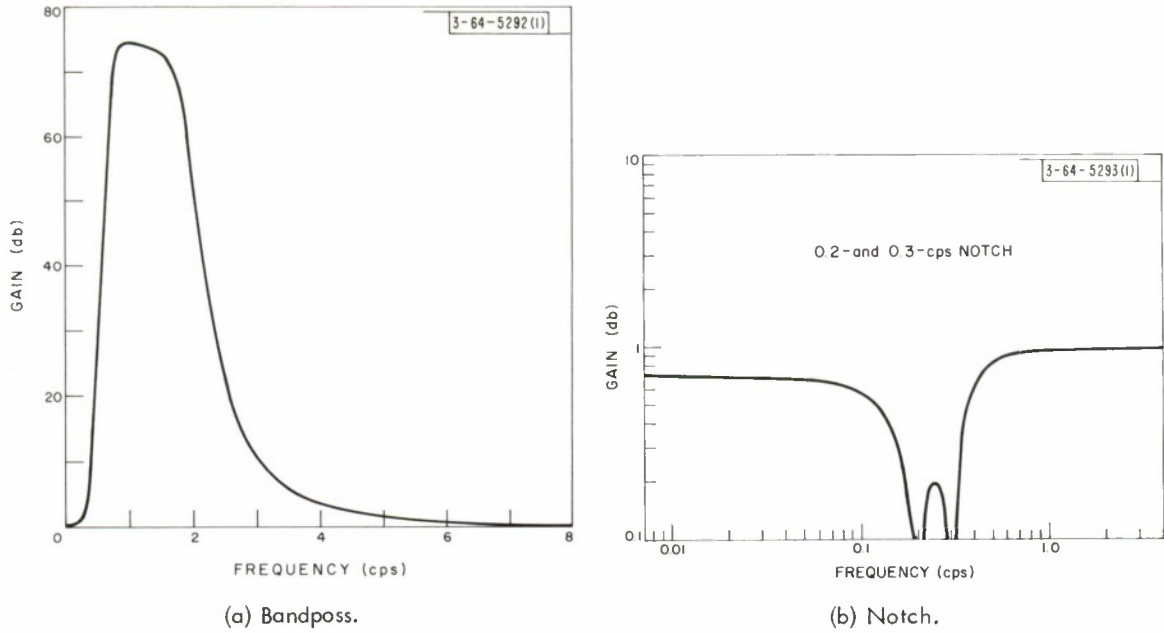 80
60
40
20
0
2
4
6
8
GAIN (db)
FREQUENCY (cps)
3-64-5292(I)
(a) Bandposs.
10
1
0.1
0.01
0.1
1.0
GAIN (db)
FREQUENCY (cps)
3-64-5293(I)
0.2-and 0.3-cps NOTCH
(b) Notch.